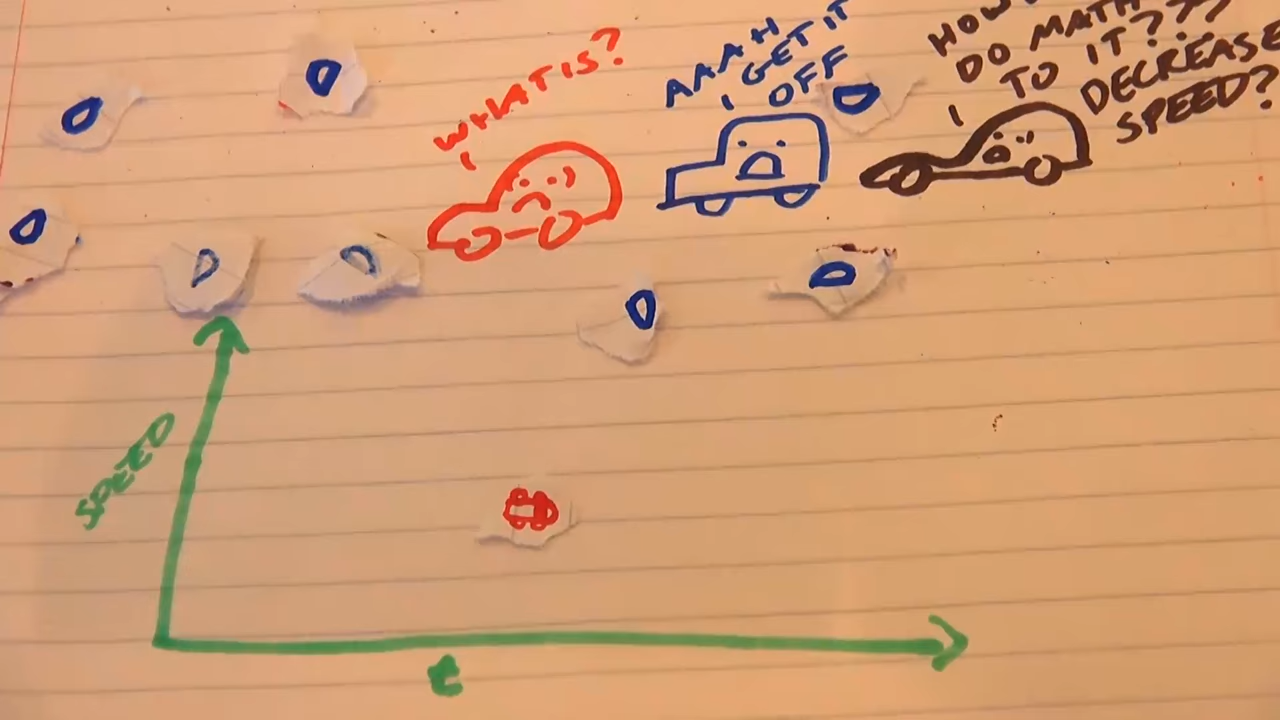 WHAT IS?
AAAH
I GET IT
OFF
HOW
DO MATH
TO IT???
DECREASE
SPEED?
SPEED
t